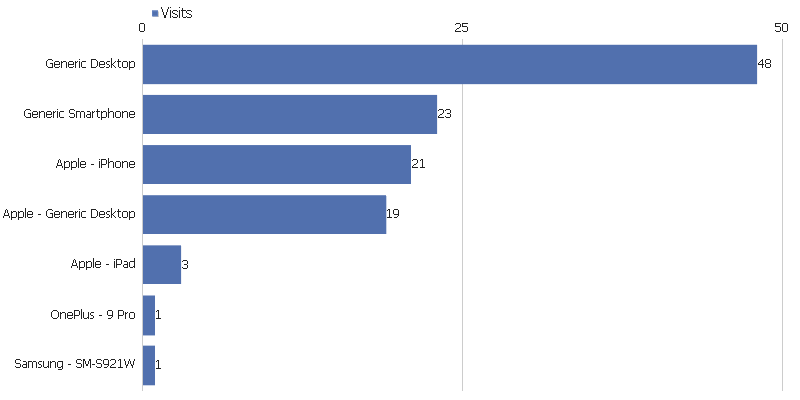 Visits
0 25 50
Generic Desktop 48
Generic Smartphone 23
Apple - iPhone 21
Apple - Generic Desktop 19
Apple - iPad 3
OnePlus - 9 Pro 1
Samsung - SM-S921W 1